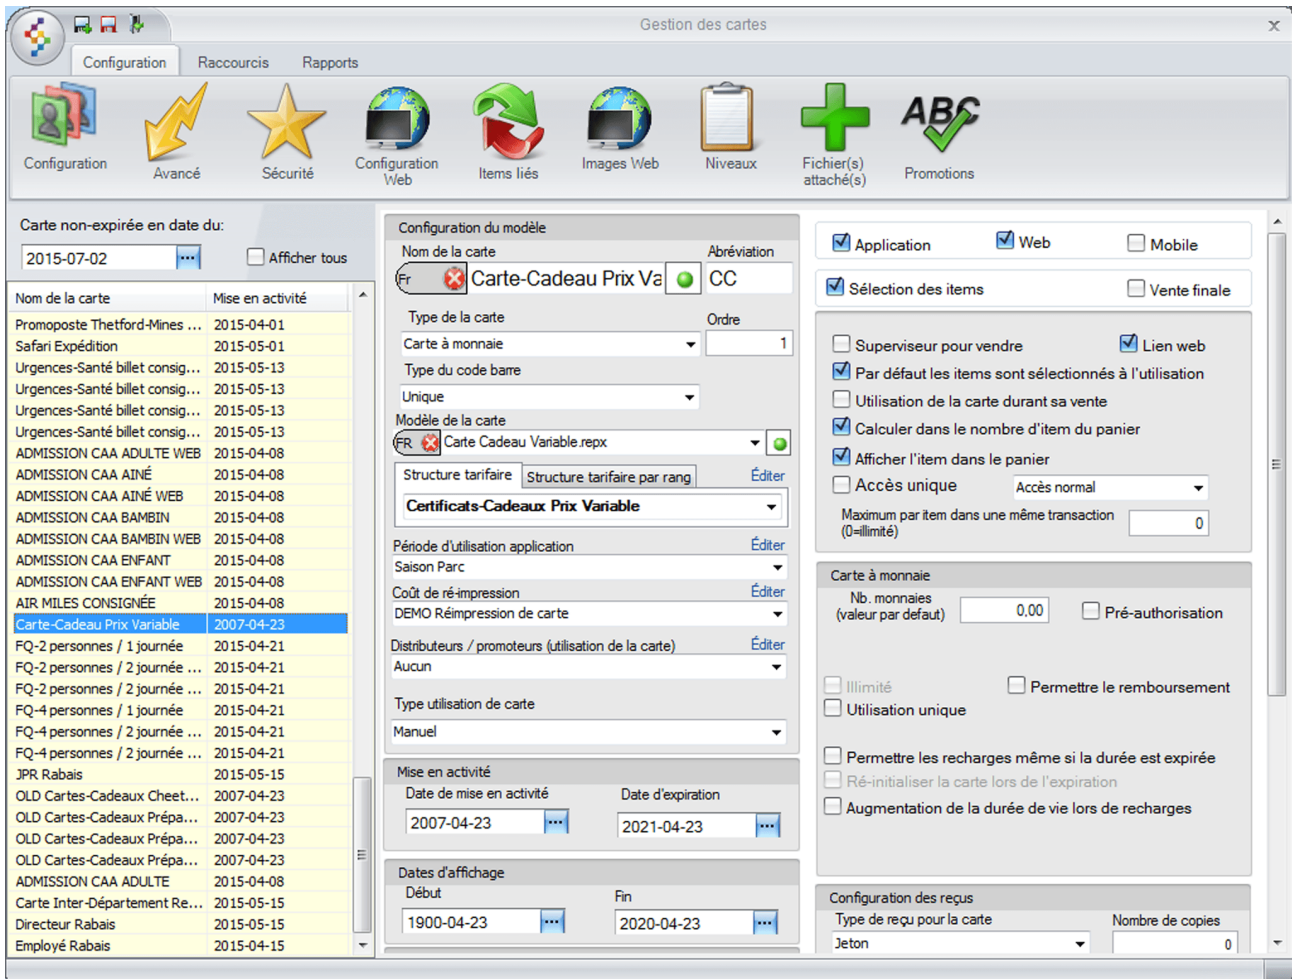 Gestion des cartes
x
Configuration Raccourcis Rapports
Configuration
Avancé
Sécurité
Configuration Web
Items liés
Images Web
Niveaux
Fichier(s) attaché(s)
ABC
Promotions
Carte non-expirée en date du:
2015-07-02 ... Afficher tous
Nom de la carte Mise en activité
Promoposte Thetford-Mines ... 2015-04-01
Safari Expédition 2015-05-01
Urgences-Santé billet consig... 2015-05-13
Urgences-Santé billet consig... 2015-05-13
Urgences-Santé billet consig... 2015-05-13
Urgences-Santé billet consig... 2015-05-13
ADMISSION CAA ADULTE WEB 2015-04-08
ADMISSION CAA AINÉ 2015-04-08
ADMISSION CAA AINÉ WEB 2015-04-08
ADMISSION CAA BAMBIN 2015-04-08
ADMISSION CAA BAMBIN WEB 2015-04-08
ADMISSION CAA ENFANT 2015-04-08
ADMISSION CAA ENFANT WEB 2015-04-08
AIR MILES CONSIGNÉE 2015-04-08
Carte-Cadeau Prix Variable 2007-04-23
FQ-2 personnes / 1 journée 2015-04-21
FQ-2 personnes / 2 journée ... 2015-04-21
FQ-2 personnes / 2 journée ... 2015-04-21
FQ-4 personnes / 1 journée 2015-04-21
FQ-4 personnes / 2 journée ... 2015-04-21
FQ-4 personnes / 2 journée ... 2015-04-21
JPR Rabais 2015-05-15
OLD Cartes-Cadeaux Cheet... 2007-04-23
OLD Cartes-Cadeaux Prépa... 2007-04-23
OLD Cartes-Cadeaux Prépa... 2007-04-23
OLD Cartes-Cadeaux Prépa... 2007-04-23
ADMISSION CAA ADULTE 2015-04-08
Carte Inter-Département Re... 2015-05-15
Directeur Rabais 2015-05-15
Employé Rabais 2015-04-15
Configuration du modèle
Nom de la carte Abréviation
Fr Carte-Cadeau Prix Va CC
Type de la carte Ordre
Carte à monnaie 1
Type du code barre
Unique
Modèle de la carte
FR Carte Cadeau Variable.repx
Structure tarifaire Structure tarifaire par rang Éditer
Certificats-Cadeaux Prix Variable
Période d'utilisation application Éditer
Saison Parc
Coût de ré-impression Éditer
DEMO Réimpression de carte
Distributeurs / promoteurs (utilisation de la carte) Éditer
Aucun
Type utilisation de carte
Manuel
Mise en activité
Date de mise en activité Date d'expiration
2007-04-23 ... 2021-04-23 ...
Dates d'affichage
Début Fin
1900-04-23 ... 2020-04-23 ...
Application Web Mobile
Sélection des items Vente finale
Superviseur pour vendre Lien web
Par défaut les items sont sélectionnés à l'utilisation
Utilisation de la carte durant sa vente
Calculer dans le nombre d'item du panier
Afficher l'item dans le panier
Accès unique Accès normal
Maximum par item dans une même transaction
(0=illimité) 0
Carte à monnaie
Nb. monnaies
(valeur par defaut) 0,00 Pré-authorisation
Illimité Permettre le remboursement
Utilisation unique
Permettre les recharges même si la durée est expirée
Ré-initialiser la carte lors de l'expiration
Augmentation de la durée de vie lors de recharges
Configuration des reçus
Type de reçu pour la carte Nombre de copies
Jeton 0